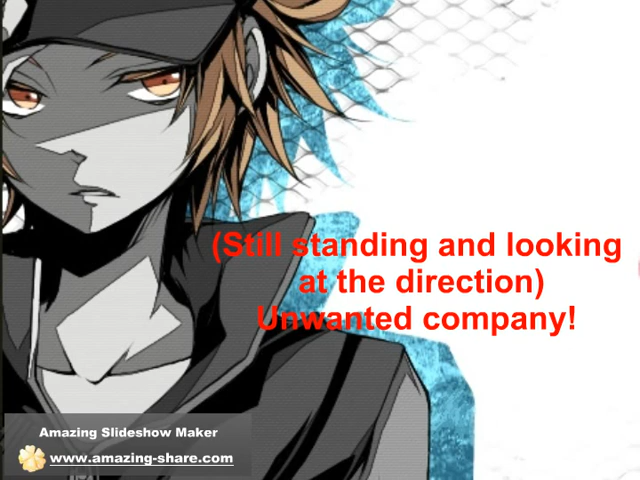 (Still standing and looking
at the direction)
Unwanted company!
Amazing Slideshow Maker
www.amazing-share.com